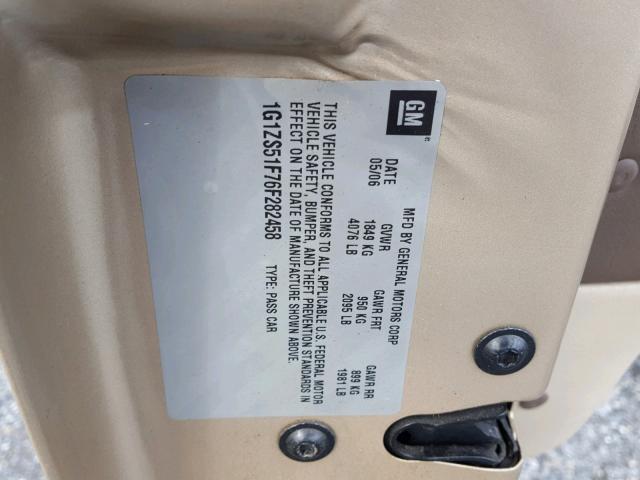 GM
MFD BY GENERAL MOTORS CORP
DATE GVWR GAWR FRT GAWR RR
05/06 1849 KG 950 KG 899 KG
4076 LB 2095 LB 1981 LB
THIS VEHICLE CONFORMS TO ALL APPLICABLE U.S. FEDERAL MOTOR
VEHICLE SAFETY, BUMPER, AND THEFT PREVENTION STANDARDS IN
EFFECT ON THE DATE OF MANUFACTURE SHOWN ABOVE.
1G1ZS51F76F282458 TYPE: PASS CAR